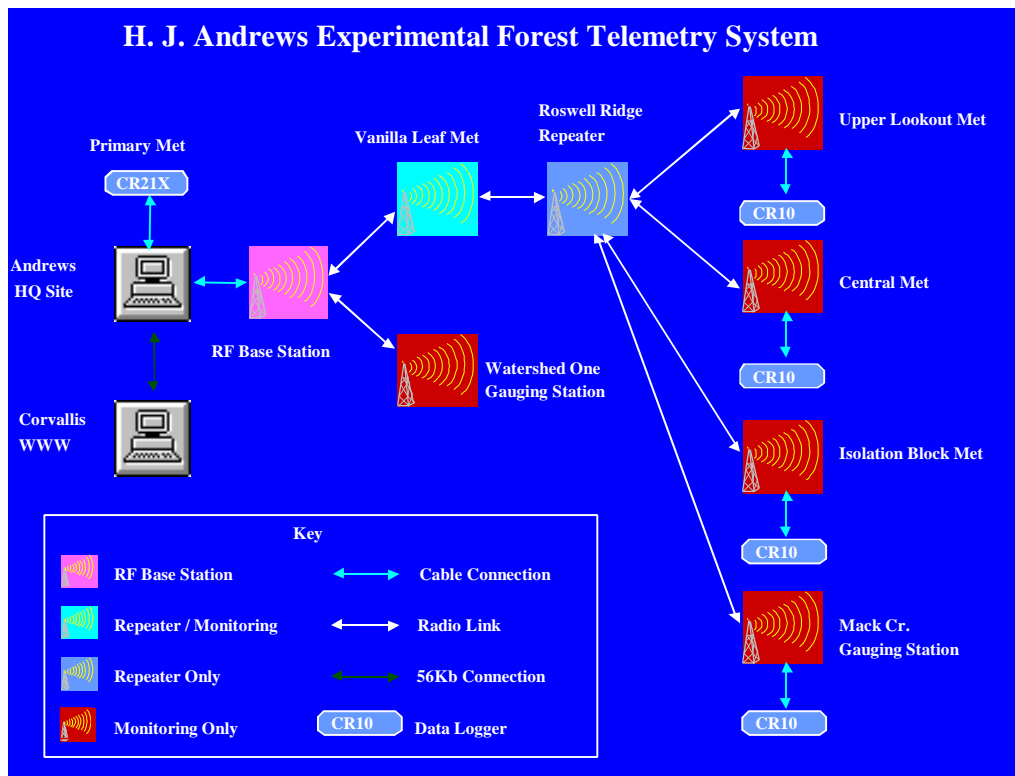 H. J. Andrews Experimental Forest Telemetry System
Primary Met
CR21X
Andrews
HQ Site
Corvallis
WWW
RF Base Station
Vanilla Leaf Met
Watershed One
Gauging Station
Roswell Ridge
Repeater
Upper Lookout Met
CR10
Central Met
CR10
Isolation Block Met
CR10
Mack Cr.
Gauging Station
CR10
Key
RF Base Station
Cable Connection
Repeater / Monitoring
Radio Link
Repeater Only
56Kb Connection
Monitoring Only
CR10
Data Logger